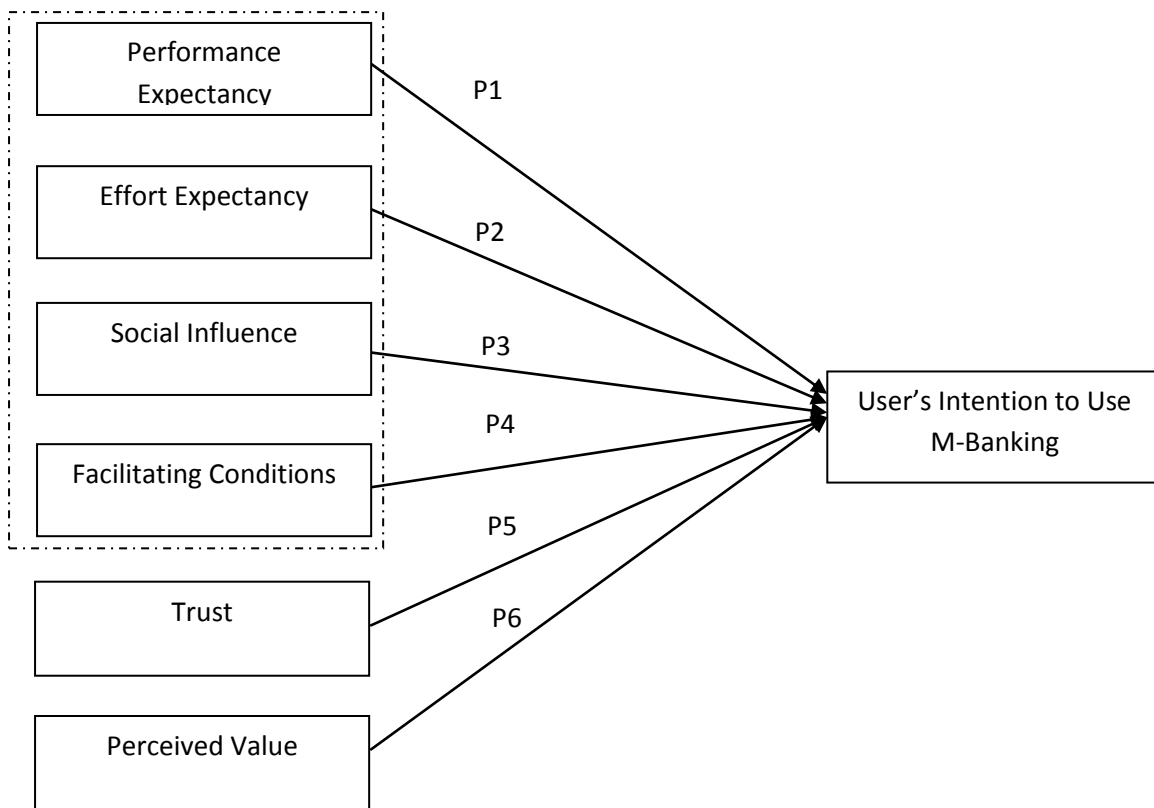 Performance
Expectancy
P1
Effort Expectancy
P2
Social Influence
P3
User’s Intention to Use
M-Banking
P4
Facilitating Conditions
P5
Trust
P6
Perceived Value